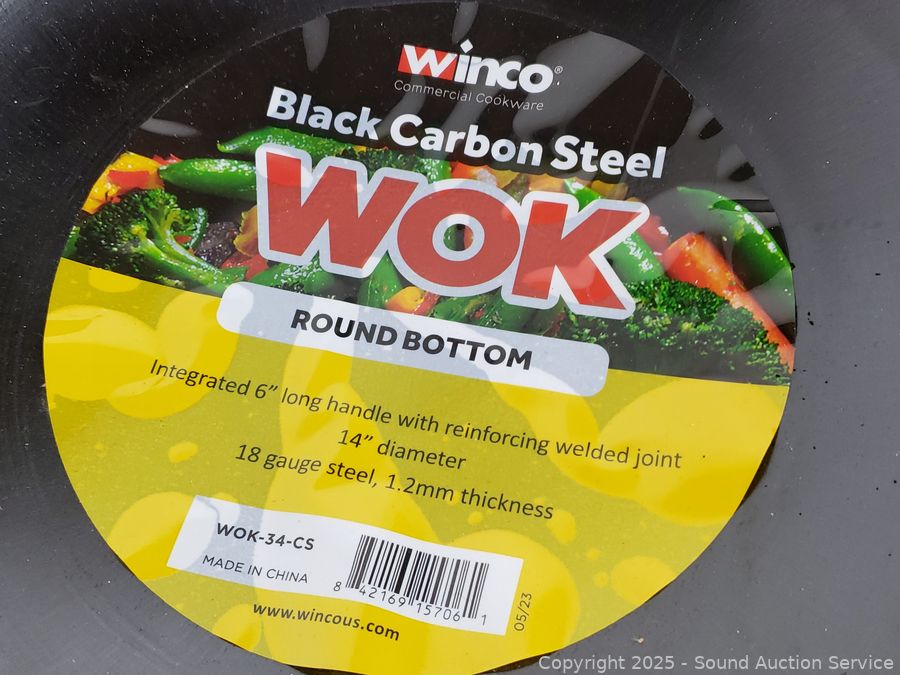 winco®
Commercial Cookware
Black Carbon Steel
WOK
ROUND BOTTOM
Integrated 6” long handle with reinforcing welded joint
14” diameter
18 gauge steel, 1.2mm thickness
WOK-34-CS
MADE IN CHINA
8 42169 15706 1
05/23
www.wincous.com
Copyright 2025 - Sound Auction Service